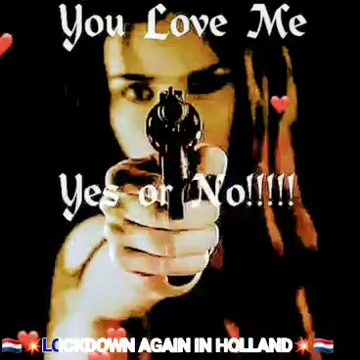 You Love Me
Yes or No!!!!!
🇳🇱💥LOCKDOWN AGAIN IN HOLLAND💥🇳🇱